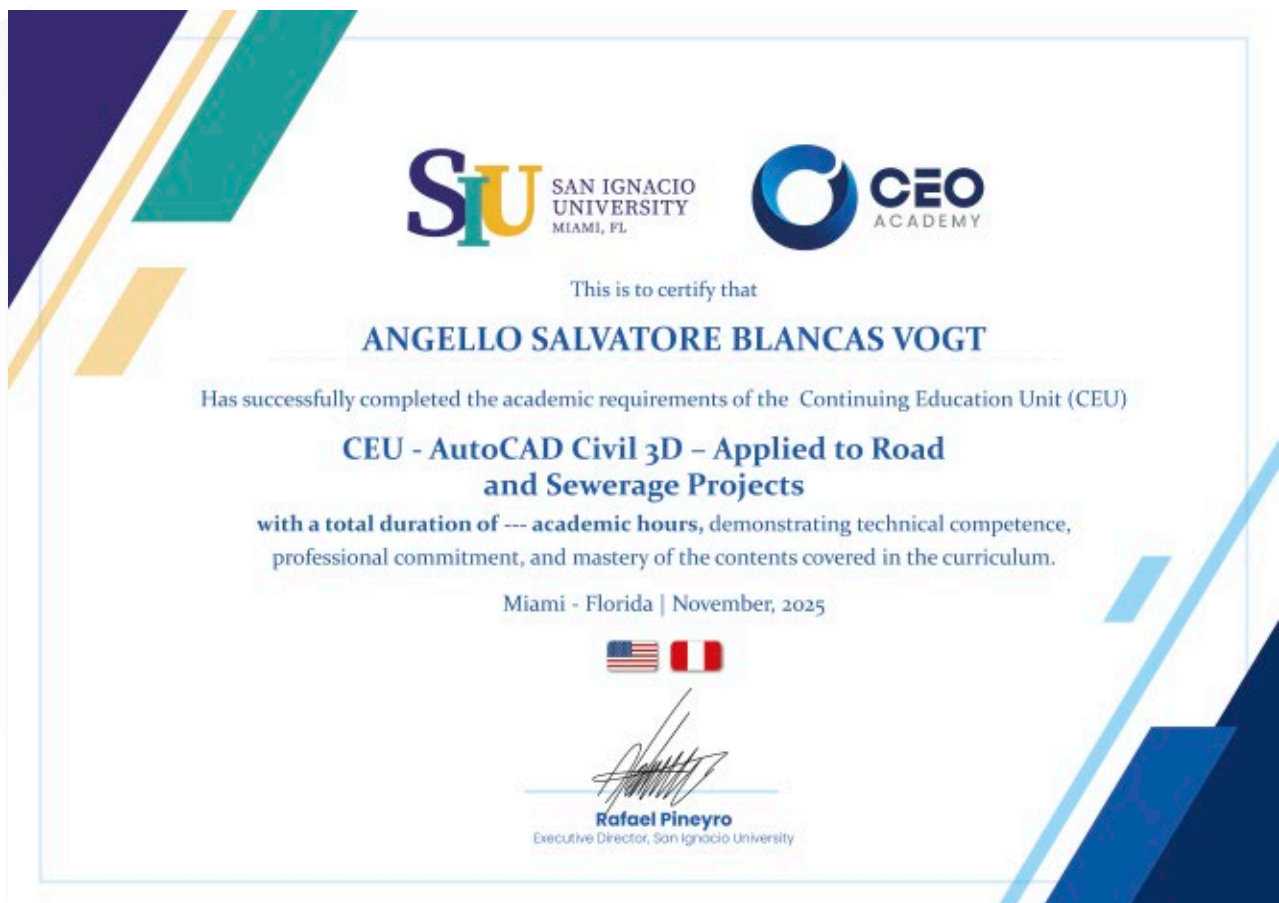 SIU
SAN IGNACIO
UNIVERSITY
MIAMI, FL
CEO
ACADEMY
This is to certify that
ANGELLO SALVATORE BLANCAS VOGT
Has successfully completed the academic requirements of the Continuing Education Unit (CEU)
CEU - AutoCAD Civil 3D – Applied to Road
and Sewerage Projects
with a total duration of --- academic hours, demonstrating technical competence,
professional commitment, and mastery of the contents covered in the curriculum.
Miami - Florida | November, 2025
Rafael Pineyro
Executive Director, San Ignacio University